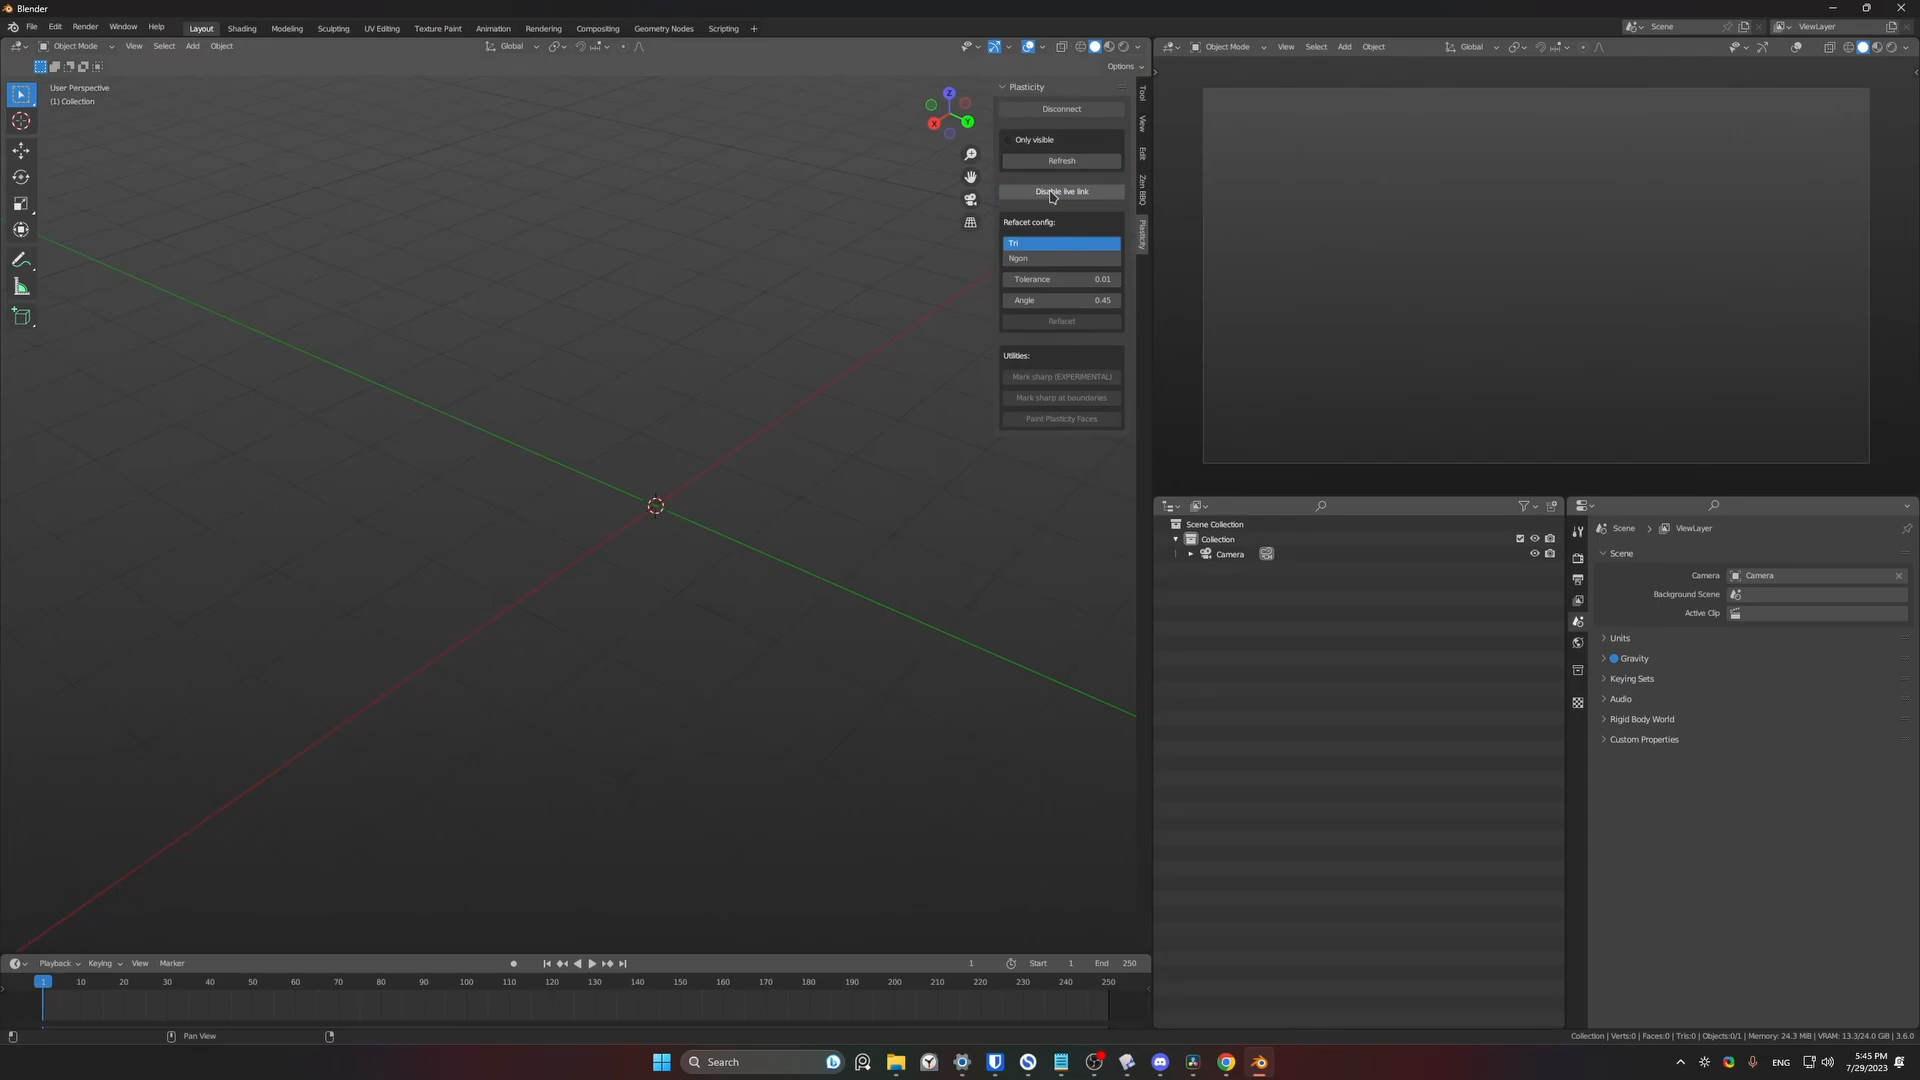 Blender
File Edit Render Window Help Layout Shading Modeling Sculpting UV Editing Texture Paint Animation Rendering Compositing Geometry Nodes Scripting + Scene ViewLayer
Object Mode View Select Add Object Global
Object Mode View Select Add Object Global
Options
User Perspective
(1) Collection
Z
X
Y
Plasticity
Disconnect
Only visible
Refresh
Disable live link
Refacet config:
Tri
Ngon
Tolerance 0.01
Angle 0.45
Refacet
Utilities:
Mark sharp (EXPERIMENTAL)
Mark sharp at boundaries
Paint Plasticity Faces
Tool
View
Edit
Zen BBQ
Plasticity
Scene Collection
Collection
Camera
Scene ViewLayer
Scene
Camera Camera
Background Scene
Active Clip
Units
Gravity
Keying Sets
Audio
Rigid Body World
Custom Properties
Playback Keying View Marker 1 Start 1 End 250
1 10 20 30 40 50 60 70 80 90 100 110 120 130 140 150 160 170 180 190 200 210 220 230 240 250
Pan View
Collection | Verts:0 | Faces:0 | Tris:0 | Objects:0/1 | Memory: 24.3 MiB | VRAM: 13.3/24.0 GiB | 3.6.0
Search
ENG
5:45 PM
7/29/2023